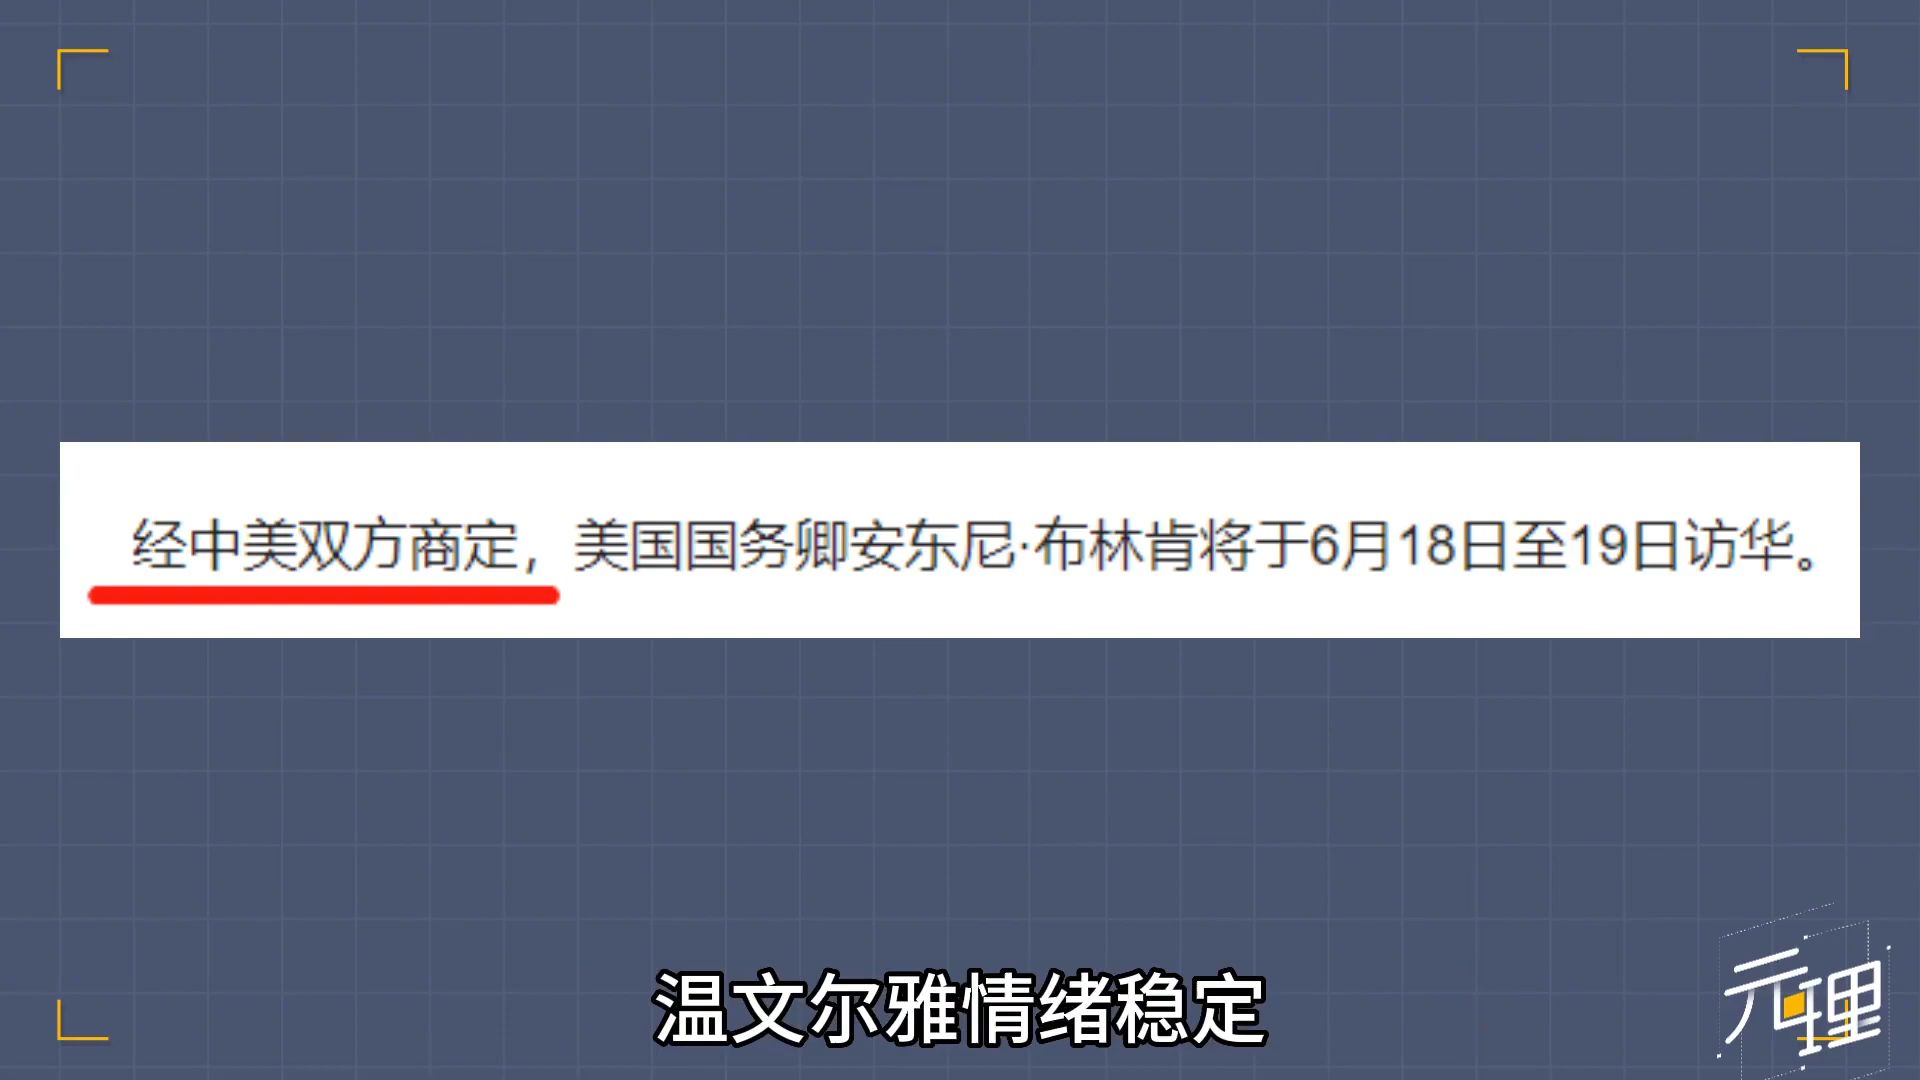 经中美双方商定，美国国务卿安东尼·布林肯将于6月18日至19日访华。
温文尔雅情绪稳定
元理